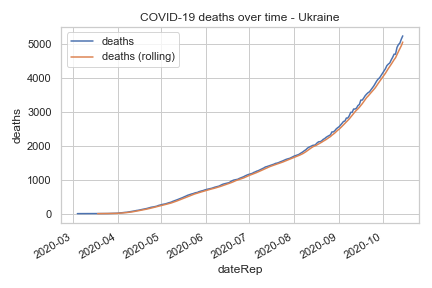 COVID-19 deaths over time - Ukraine
deaths
deaths (rolling)
5000
4000
3000
2000
1000
0
deaths
2020-03
2020-04
2020-05
2020-06
2020-07
2020-08
2020-09
2020-10
dateRep